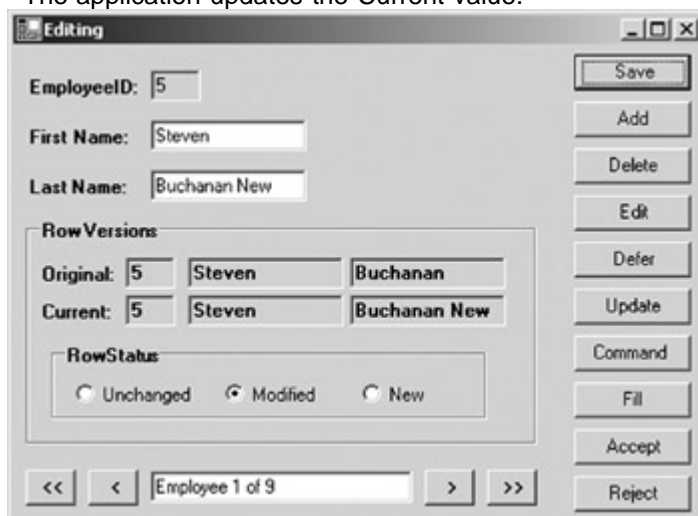 The application updates the Current value.
Editing
EmployeeID: 5
First Name: Steven
Last Name: Buchanan New
RowVersions
Original: 5 Steven Buchanan
Current: 5 Steven Buchanan New
RowStatus
Unchanged Modified New
<< < Employee 1 of 9 > >>
Save
Add
Delete
Edit
Defer
Update
Command
Fill
Accept
Reject